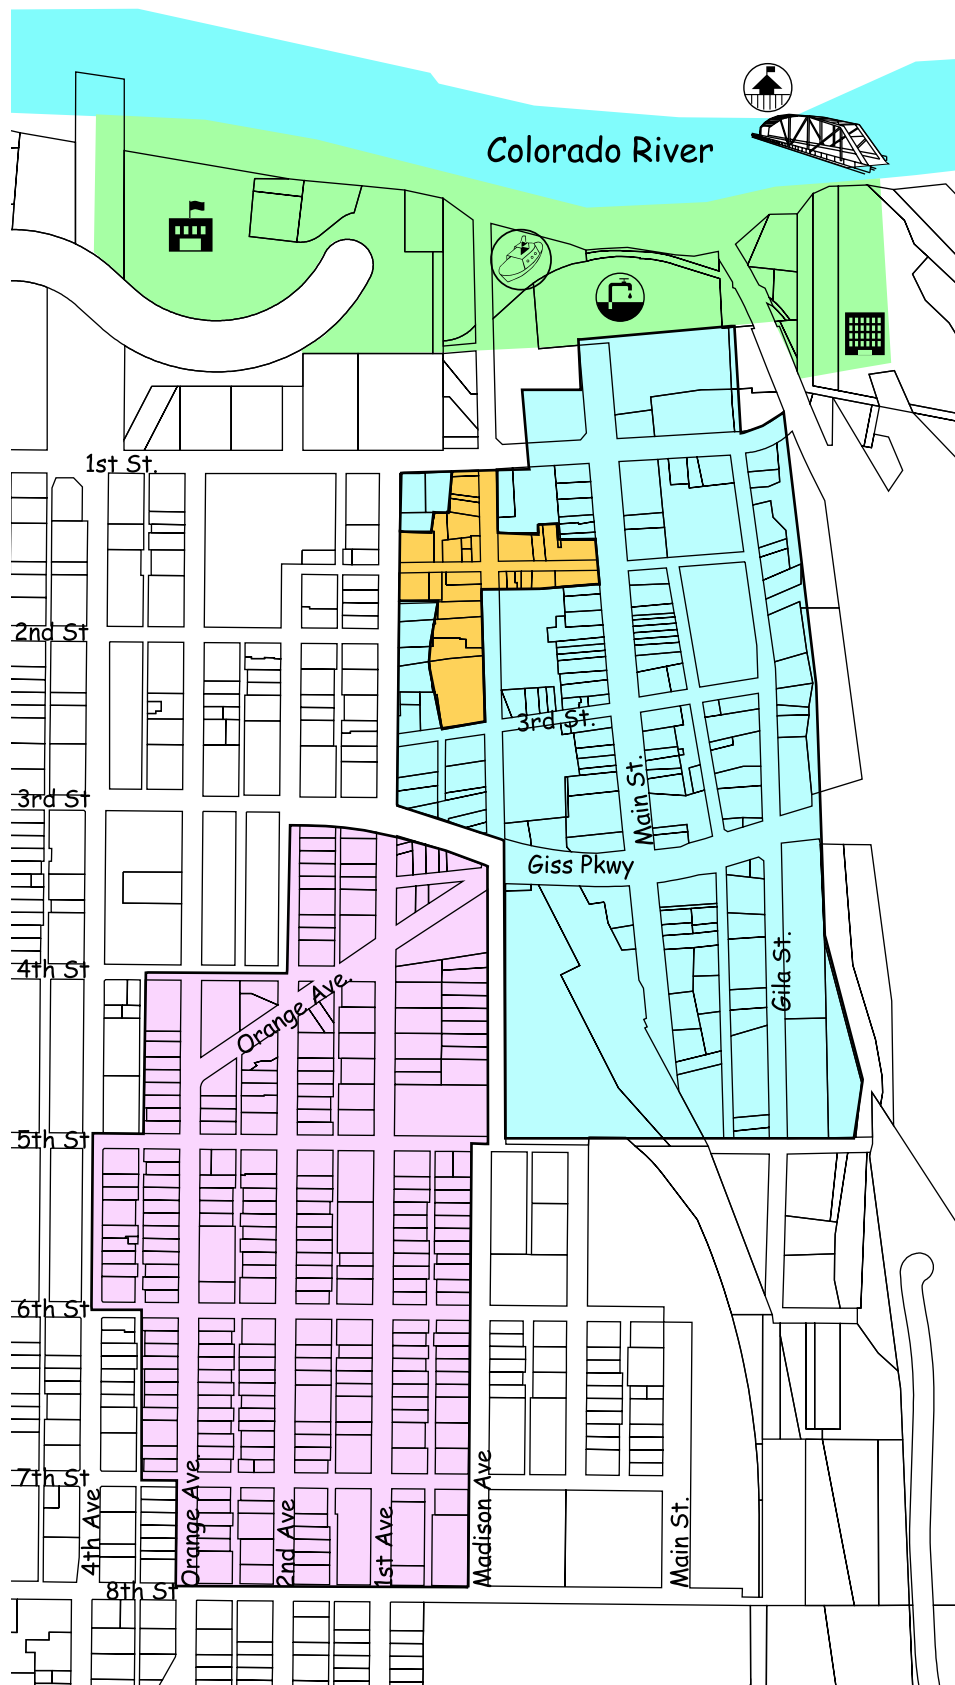 Colorado River
1st St.
2nd St
3rd St.
Main St.
3rd St
Giss Pkwy
4th St
Gila St.
Orange Ave.
5th St
6th St
7th St
4th Ave
Orange Ave.
2nd Ave
1st Ave
Madison Ave
Main St.
8th St